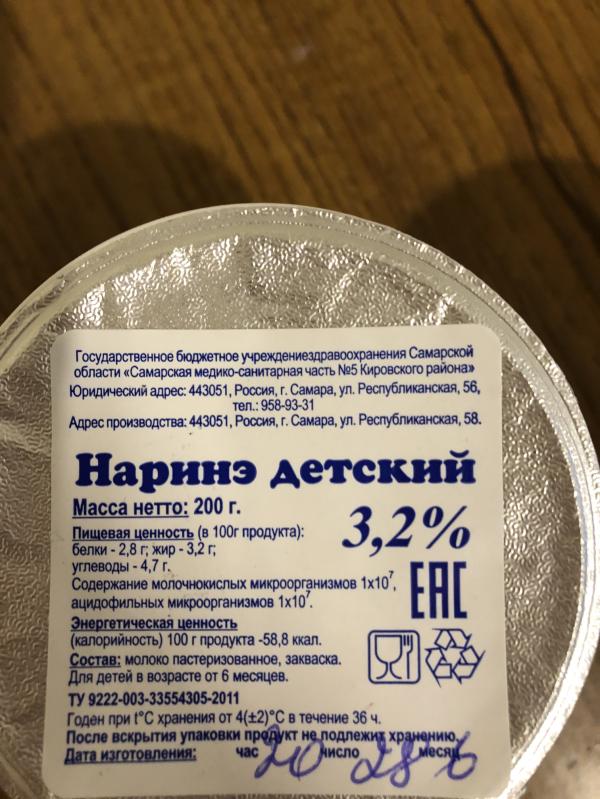 Государственное бюджетное учреждениездравоохранения Самарской
области «Самарская медико-санитарная часть №5 Кировского района»
Юридический адрес: 443051, Россия, г. Самара, ул. Республиканская, 56,
тел.: 958-93-31
Адрес производства: 443051, Россия, г. Самара, ул. Республиканская, 58.
Наринэ детский
Масса нетто: 200 г.
3,2%
Пищевая ценность (в 100г продукта):
белки - 2,8 г; жир - 3,2 г;
углеводы - 4,7 г.
Содержание молочнокислых микроорганизмов 1х10⁷,
ацидофильных микроорганизмов 1х10⁷.
ЕАС
Энергетическая ценность
(калорийность) 100 г продукта -58,8 ккал.
Состав: молоко пастеризованное, закваска.
Для детей в возрасте от 6 месяцев.
ТУ 9222-003-33554305-2011
Годен при t°С хранения от 4(±2)°С в течение 36 ч.
После вскрытия упаковки продукт не подлежит хранению.
Дата изготовления: час 20 число 28 месяц 6